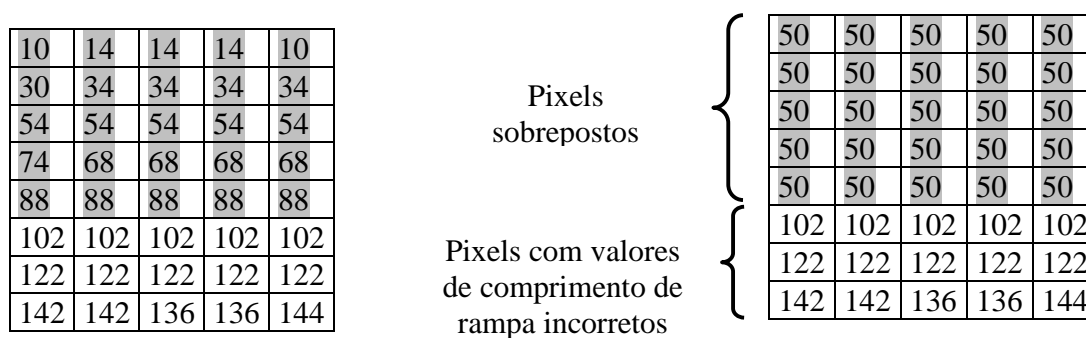 10 14 14 14 10
30 34 34 34 34
54 54 54 54 54
74 68 68 68 68
88 88 88 88 88
102 102 102 102 102
122 122 122 122 122
142 142 136 136 144
Pixels
sobrepostos
Pixels com valores
de comprimento de
rampa incorretos
50 50 50 50 50
50 50 50 50 50
50 50 50 50 50
50 50 50 50 50
50 50 50 50 50
102 102 102 102 102
122 122 122 122 122
142 142 136 136 144